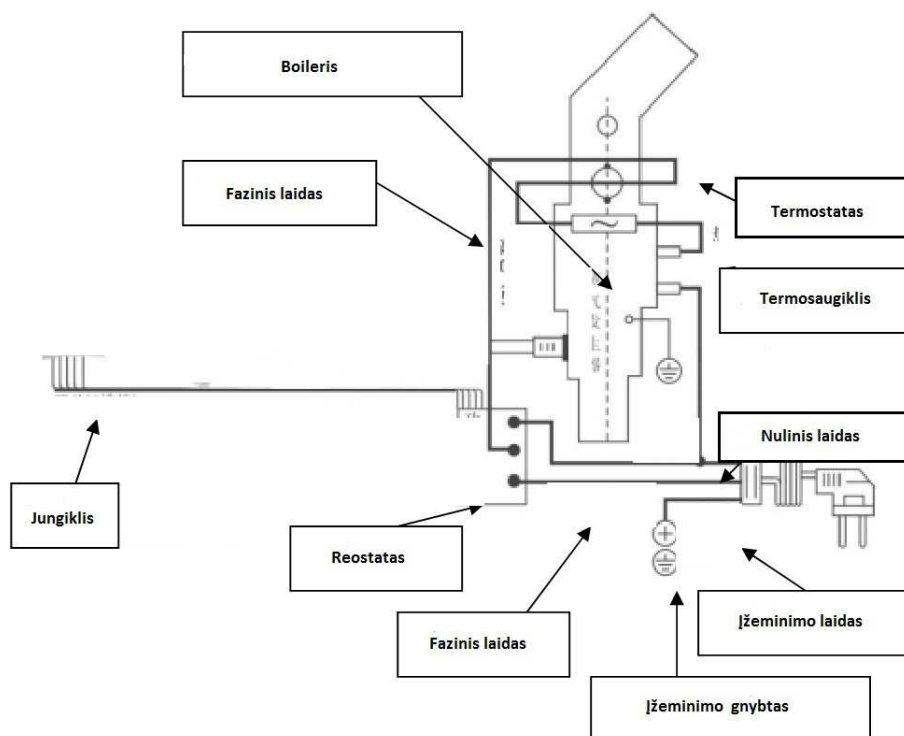 Boileris
Fazinis laidas
Termostatas
Termosaugiklis
Nulinis laidas
Jungiklis
Reostatas
Fazinis laidas
Įžeminimo laidas
Įžeminimo gnybtas